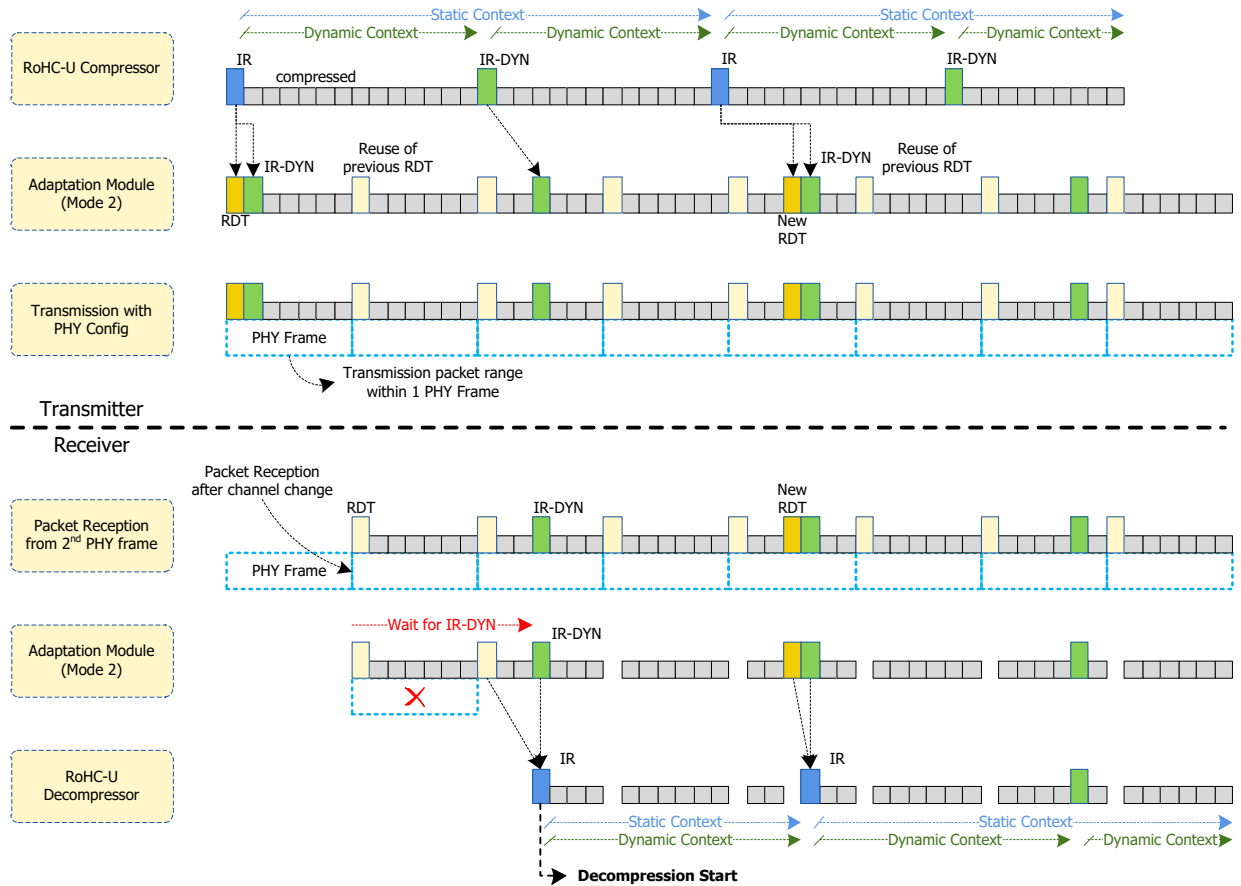 Static Context
Static Context
Dynamic Context
Dynamic Context
Dynamic Context
Dynamic Context
RoHC-U Compressor
IR
compressed
IR-DYN
IR
IR-DYN
Adaptation Module
(Mode 2)
IR-DYN
Reuse of
previous RDT
IR-DYN
Reuse of
previous RDT
RDT
New
RDT
Transmission with
PHY Config
PHY Frame
Transmission packet range
within 1 PHY Frame
Transmitter
Receiver
Packet Reception
after channel change
Packet Reception
from 2nd PHY frame
RDT
IR-DYN
New
RDT
PHY Frame
Adaptation Module
(Mode 2)
Wait for IR-DYN
IR-DYN
RoHC-U
Decompressor
IR
IR
Static Context
Static Context
Dynamic Context
Dynamic Context
Dynamic Context
Decompression Start